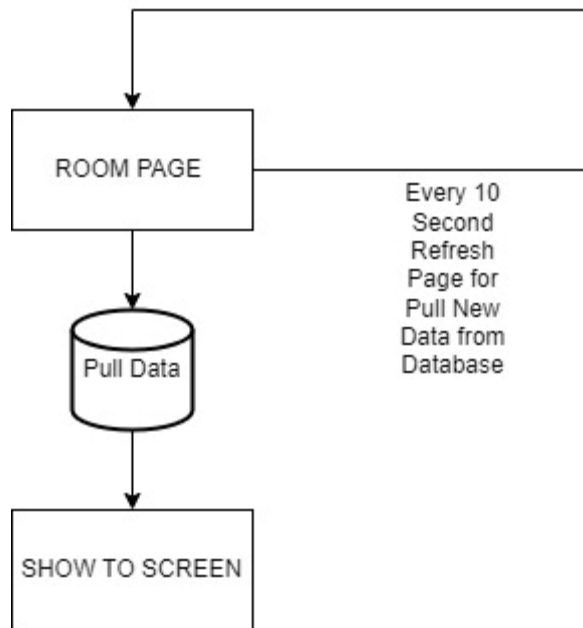 ROOM PAGE
Every 10
Second
Refresh
Page for
Pull New
Data from
Database
Pull Data
SHOW TO SCREEN